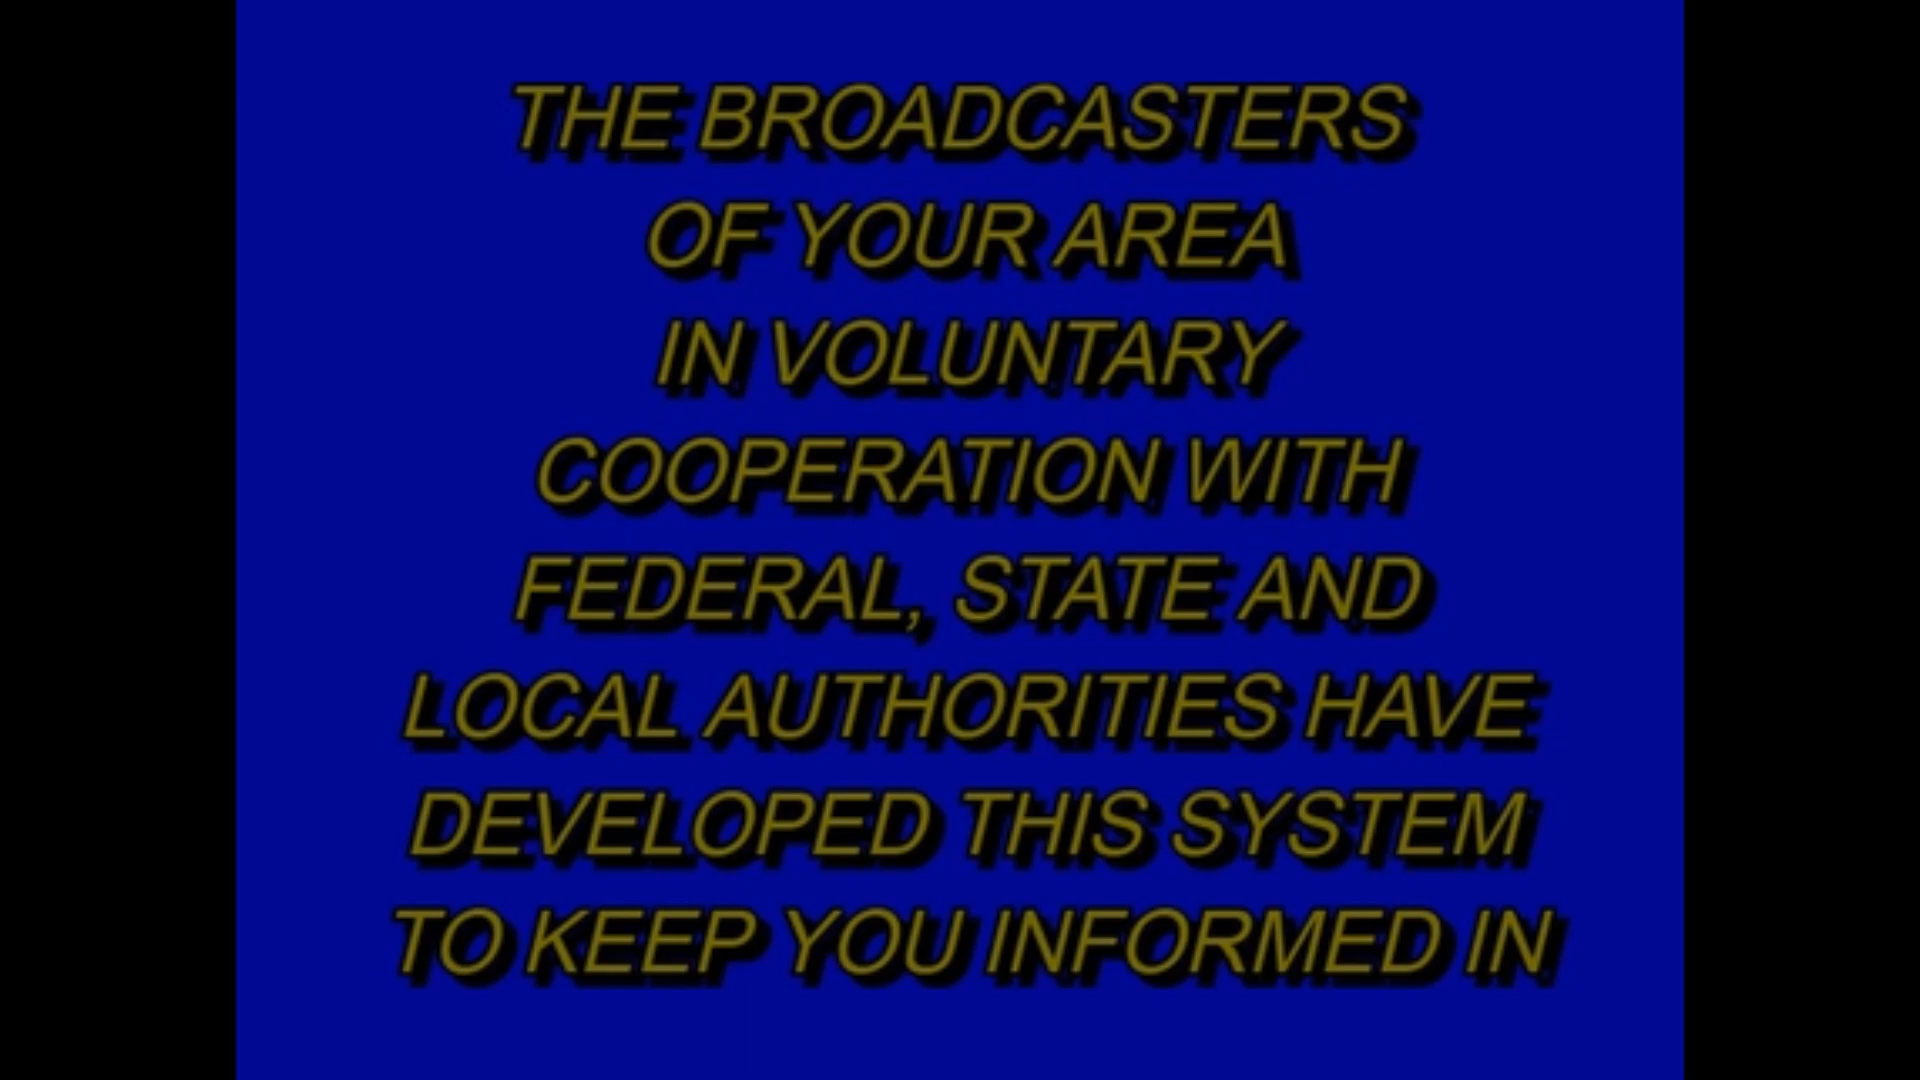 THE BROADCASTERS
OF YOUR AREA
IN VOLUNTARY
COOPERATION WITH
FEDERAL, STATE AND
LOCAL AUTHORITIES HAVE
DEVELOPED THIS SYSTEM
TO KEEP YOU INFORMED IN